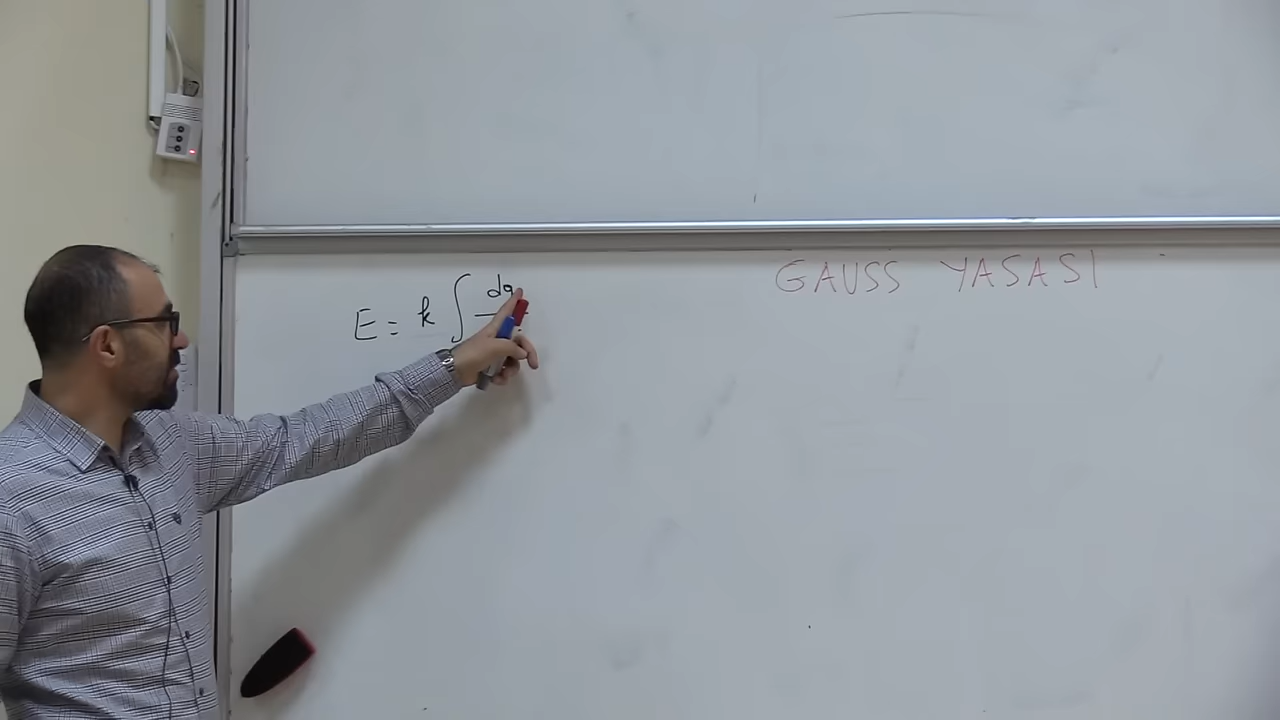 E = k ∫ dq
GAUSS YASASI